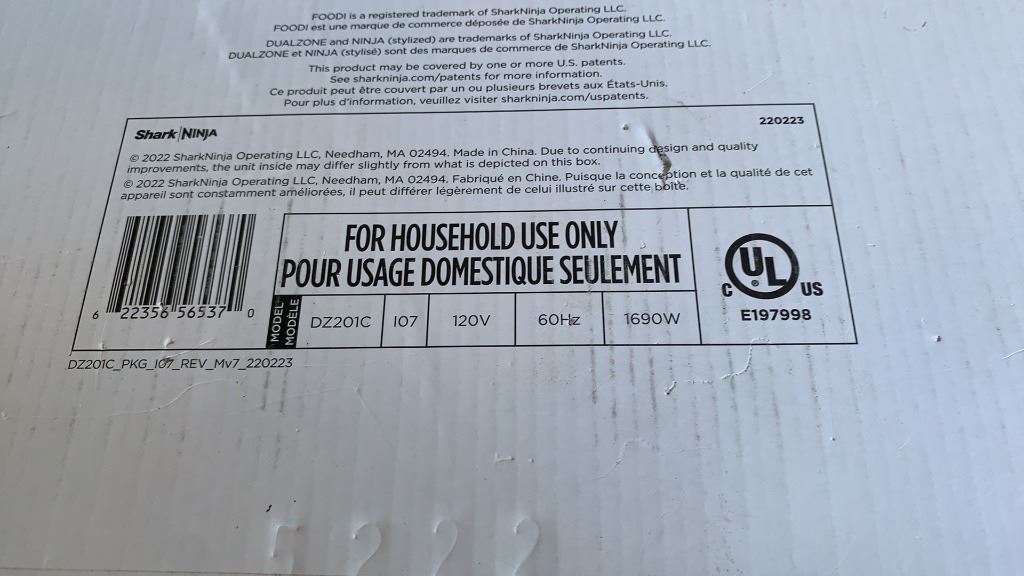 FOODI is a registered trademark of SharkNinja Operating LLC.
FOODI est une marque de commerce déposée de SharkNinja Operating LLC.
DUALZONE and NINJA (stylized) are trademarks of SharkNinja Operating LLC.
DUALZONE et NINJA (stylisé) sont des marques de commerce de SharkNinja Operating LLC.
This product may be covered by one or more U.S. patents.
See sharkninja.com/patents for more information.
Ce produit peut être couvert par un ou plusieurs brevets aux États-Unis.
Pour plus d'information, veuillez visiter sharkninja.com/uspatents.
Shark|NINJA
220223
© 2022 SharkNinja Operating LLC, Needham, MA 02494. Made in China. Due to continuing design and quality
improvements, the unit inside may differ slightly from what is depicted on this box.
© 2022 SharkNinja Operating LLC, Needham, MA 02494. Fabriqué en Chine. Puisque la conception et la qualité de cet
appareil sont constamment améliorées, il peut différer légèrement de celui illustré sur cette boîte.
FOR HOUSEHOLD USE ONLY
POUR USAGE DOMESTIQUE SEULEMENT
C UL US
E197998
6 22356 56537 0
MODEL
MODÈLE
DZ201C 107 120V 60Hz 1690W
DZ201C_PKG_107_REV_Mv7_220223
5222